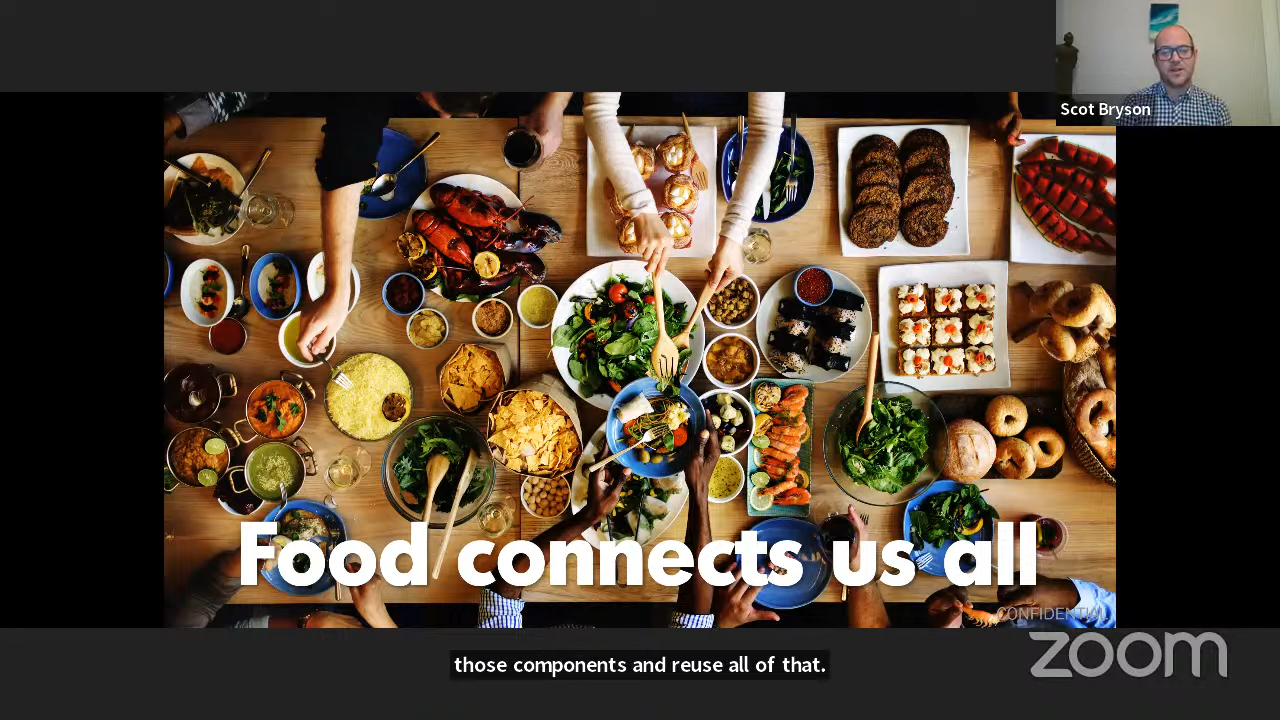 Scot Bryson
Food connects us all
CONFIDENTIAL
those components and reuse all of that.
zoom